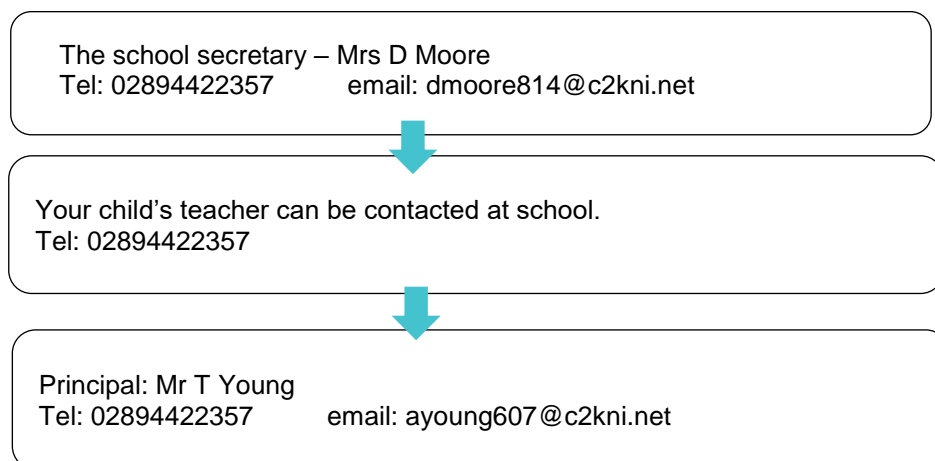 The school secretary – Mrs D Moore
Tel: 02894422357 email: dmoore814@c2kni.net
Your child's teacher can be contacted at school.
Tel: 02894422357
Principal: Mr T Young
Tel: 02894422357 email: ayoung607@c2kni.net